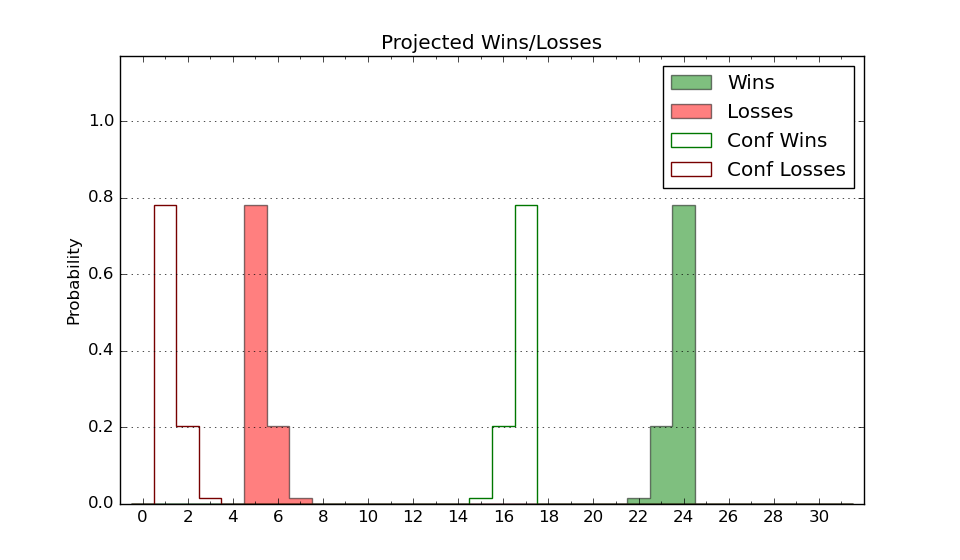 Projected Wins/Losses
Wins
Losses
Conf Wins
Conf Losses
Probability
1.0
0.8
0.6
0.4
0.2
0.0
0 2 4 6 8 10 12 14 16 18 20 22 24 26 28 30